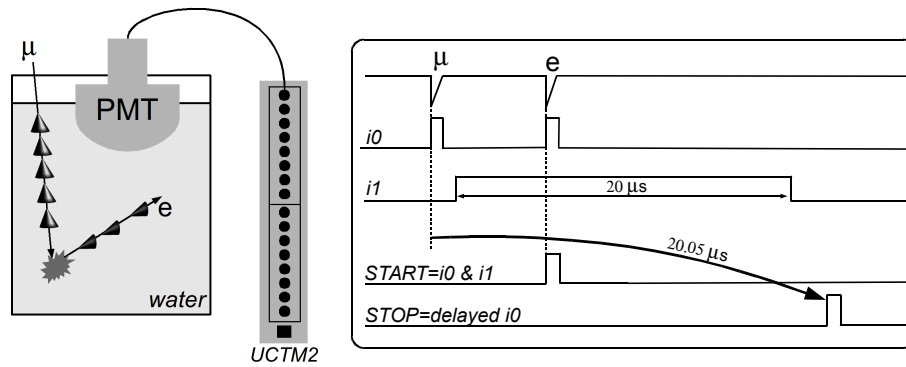 μ
PMT
e
water
UCTM2
μ
e
i0
i1
20 μs
20.05 μs
START=i0 & i1
STOP=delayed i0